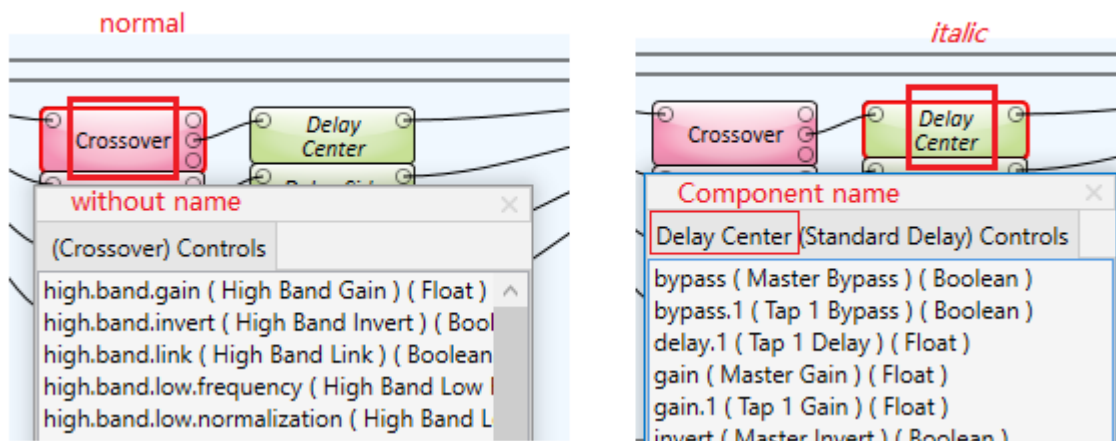 normal
Crossover
Delay
Center
without name
(Crossover) Controls
high.band.gain ( High Band Gain ) ( Float )
high.band.invert ( High Band Invert ) ( Bool
high.band.link ( High Band Link ) ( Boolean
high.band.low.frequency ( High Band Low
high.band.low.normalization ( High Band L
italic
Crossover
Delay
Center
Component name
Delay Center (Standard Delay) Controls
bypass ( Master Bypass ) ( Boolean )
bypass.1 ( Tap 1 Bypass ) ( Boolean )
delay.1 ( Tap 1 Delay ) ( Float )
gain ( Master Gain ) ( Float )
gain.1 ( Tap 1 Gain ) ( Float )
invert ( Master Invert ) ( Boolean )